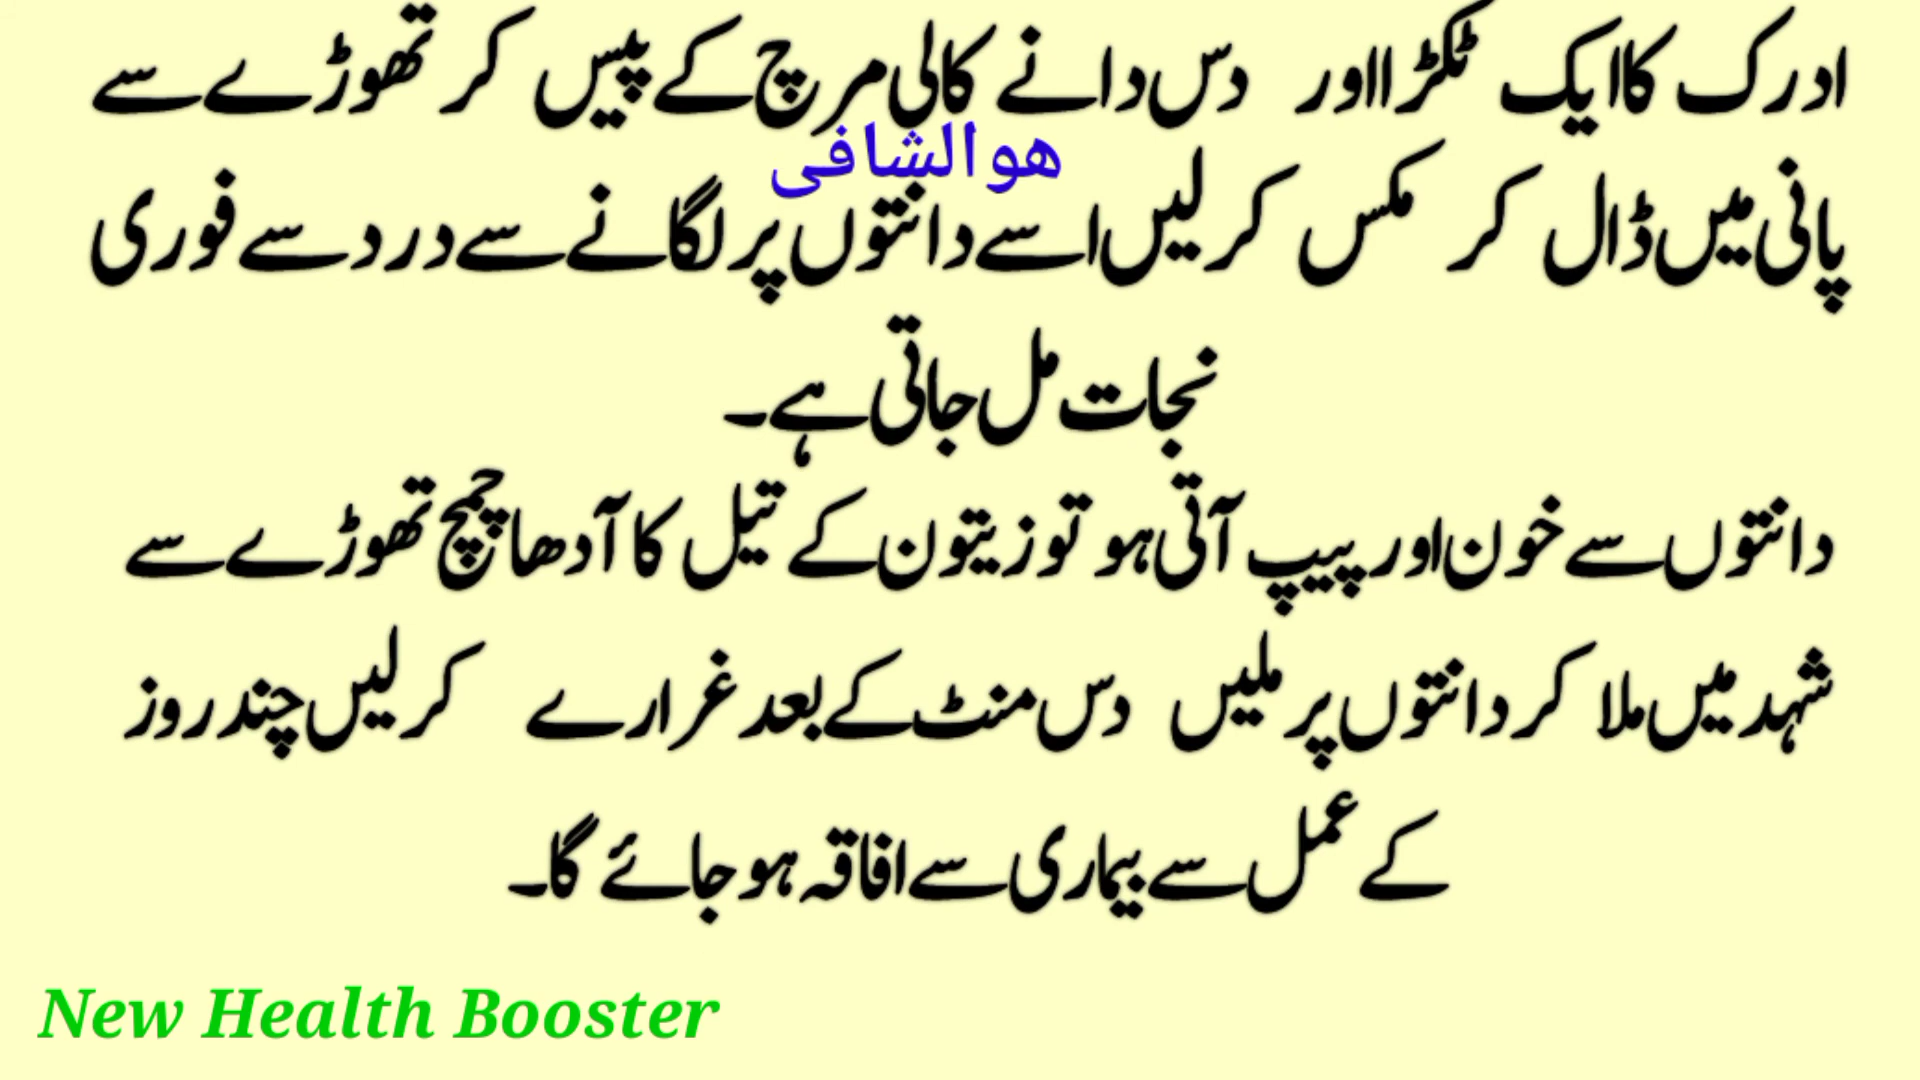 ادرک کا ایک ٹکڑا اور دس دانے کالی مرچ کے پیس کر تھوڑے سے
ھوالشافی
پانی میں ڈال کر مکس کر لیں اسے دانتوں پر لگانے سے درد سے فوری
نجات مل جاتی ہے۔
دانتوں سے خون اور پیپ آتی ہو تو زیتون کے تیل کا آدھا چمچ تھوڑے سے
شہد میں ملا کر دانتوں پر ملیں دس منٹ کے بعد غرارے کر لیں چند روز
کے عمل سے بیماری سے افاقہ ہو جائے گا۔
New Health Booster